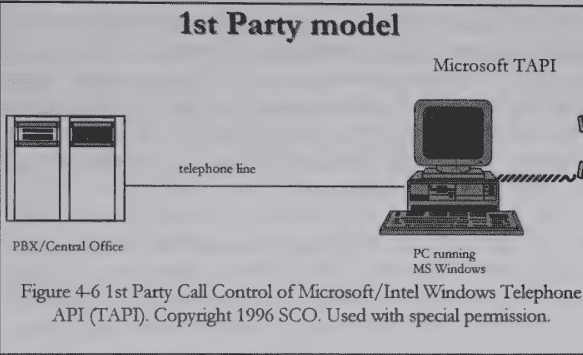 1st Party model
Microsoft TAPI
telephone line
PBX/Central Office
PC running
MS Windows
Figure 4-6 1st Party Call Control of Microsoft/Intel Windows Telephone
API (TAPI). Copyright 1996 SCO. Used with special permission.